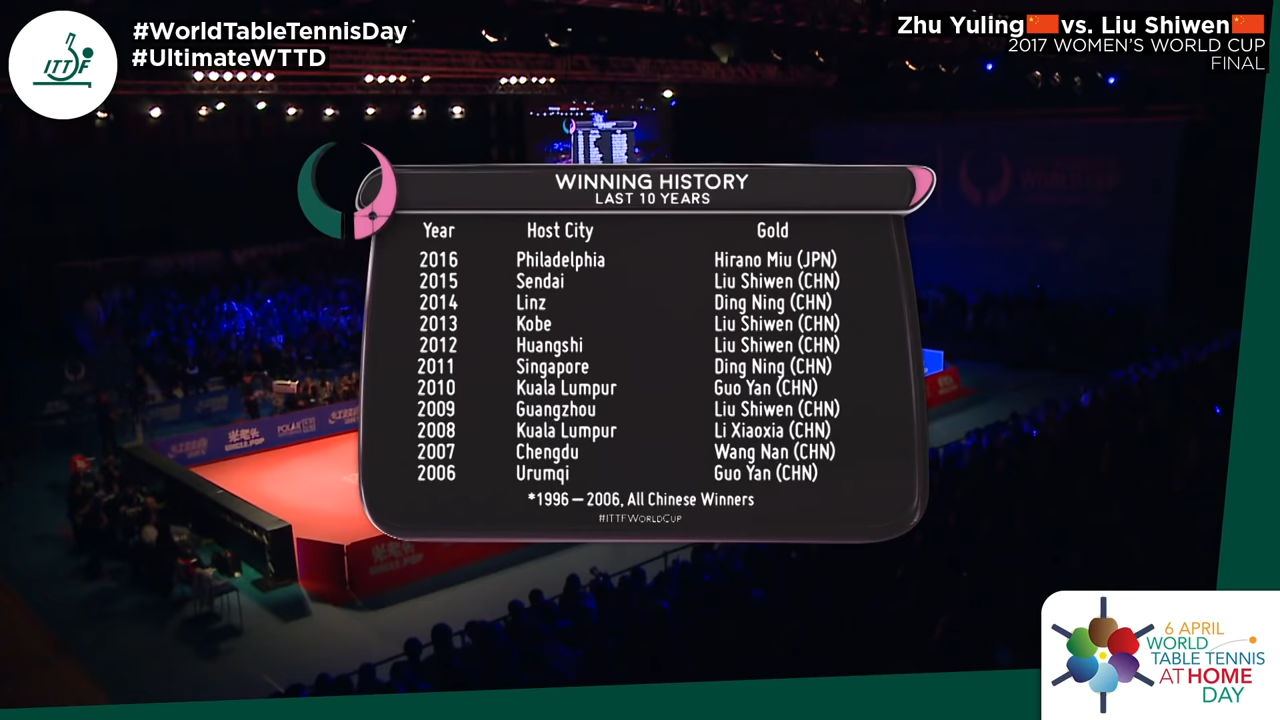 ITTF
#WorldTableTennisDay
#UltimateWTTD
Zhu Yuling vs. Liu Shiwen
2017 WOMEN'S WORLD CUP
FINAL
WINNING HISTORY
LAST 10 YEARS
Year Host City Gold
2016 Philadelphia Hirano Miu (JPN)
2015 Sendai Liu Shiwen (CHN)
2014 Linz Ding Ning (CHN)
2013 Kobe Liu Shiwen (CHN)
2012 Huangshi Liu Shiwen (CHN)
2011 Singapore Ding Ning (CHN)
2010 Kuala Lumpur Guo Yan (CHN)
2009 Guangzhou Liu Shiwen (CHN)
2008 Kuala Lumpur Li Xiaoxia (CHN)
2007 Chengdu Wang Nan (CHN)
2006 Urumqi Guo Yan (CHN)
*1996 – 2006, All Chinese Winners
#ITTFWorldCup
6 APRIL
WORLD
TABLE TENNIS
AT HOME
DAY